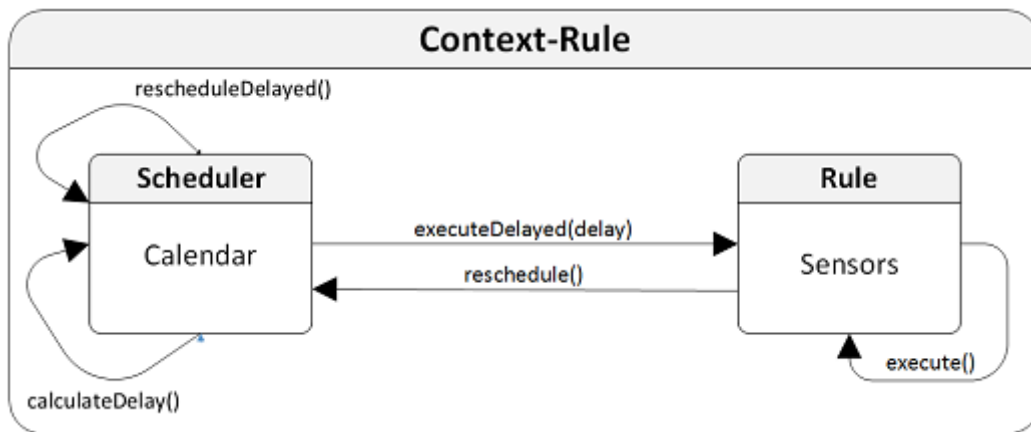 Context-Rule
rescheduleDelayed()
Scheduler
Rule
executeDelayed(delay)
Calendar
Sensors
reschedule()
execute()
calculateDelay()